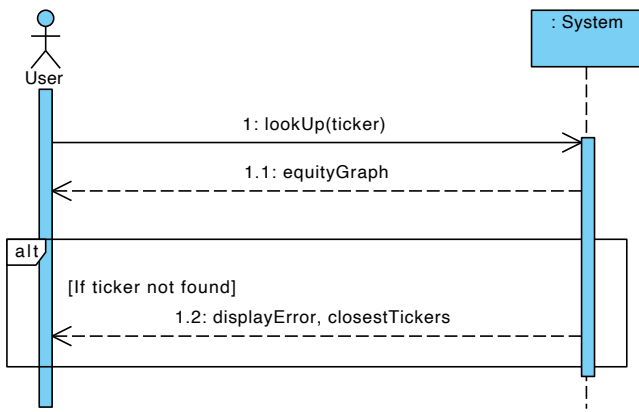 : System
User
1: lookUp(ticker)
1.1: equityGraph
alt
[If ticker not found]
1.2: displayError, closestTickers